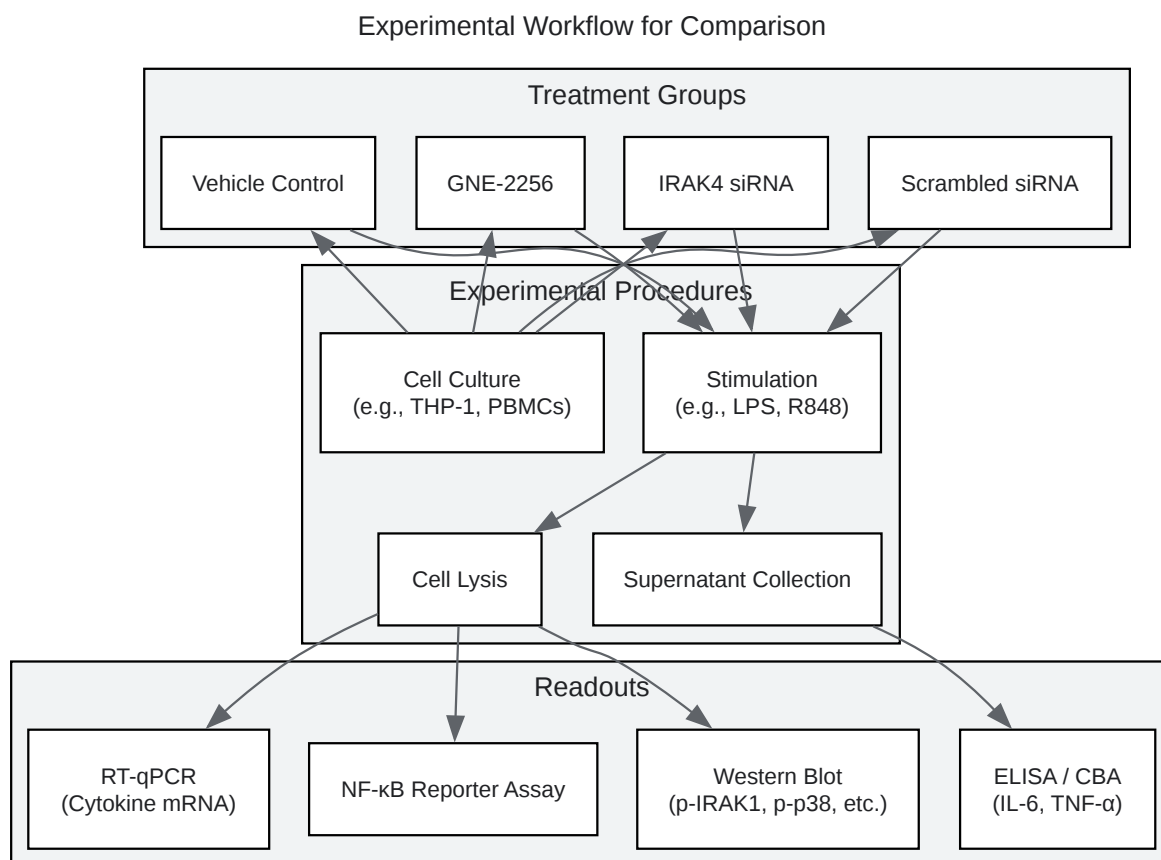 Experimental Workflow for Comparison
Treatment Groups
Vehicle Control
GNE-2256
IRAK4 siRNA
Scrambled siRNA
Experimental Procedures
Cell Culture
(e.g., THP-1, PBMCs)
Stimulation
(e.g., LPS, R848)
Cell Lysis
Supernatant Collection
Readouts
RT-qPCR
(Cytokine mRNA)
NF-κB Reporter Assay
Western Blot
(p-IRAK1, p-p38, etc.)
ELISA / CBA
(IL-6, TNF-α)